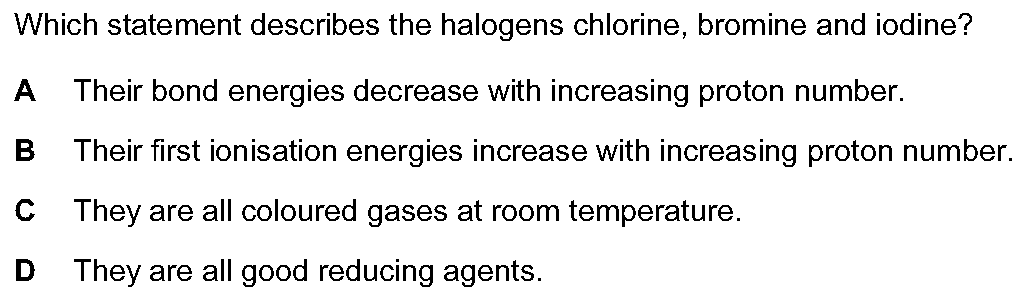 Which statement describes the halogens chlorine, bromine and iodine?
A Their bond energies decrease with increasing proton number.
B Their first ionisation energies increase with increasing proton number.
C They are all coloured gases at room temperature.
D They are all good reducing agents.